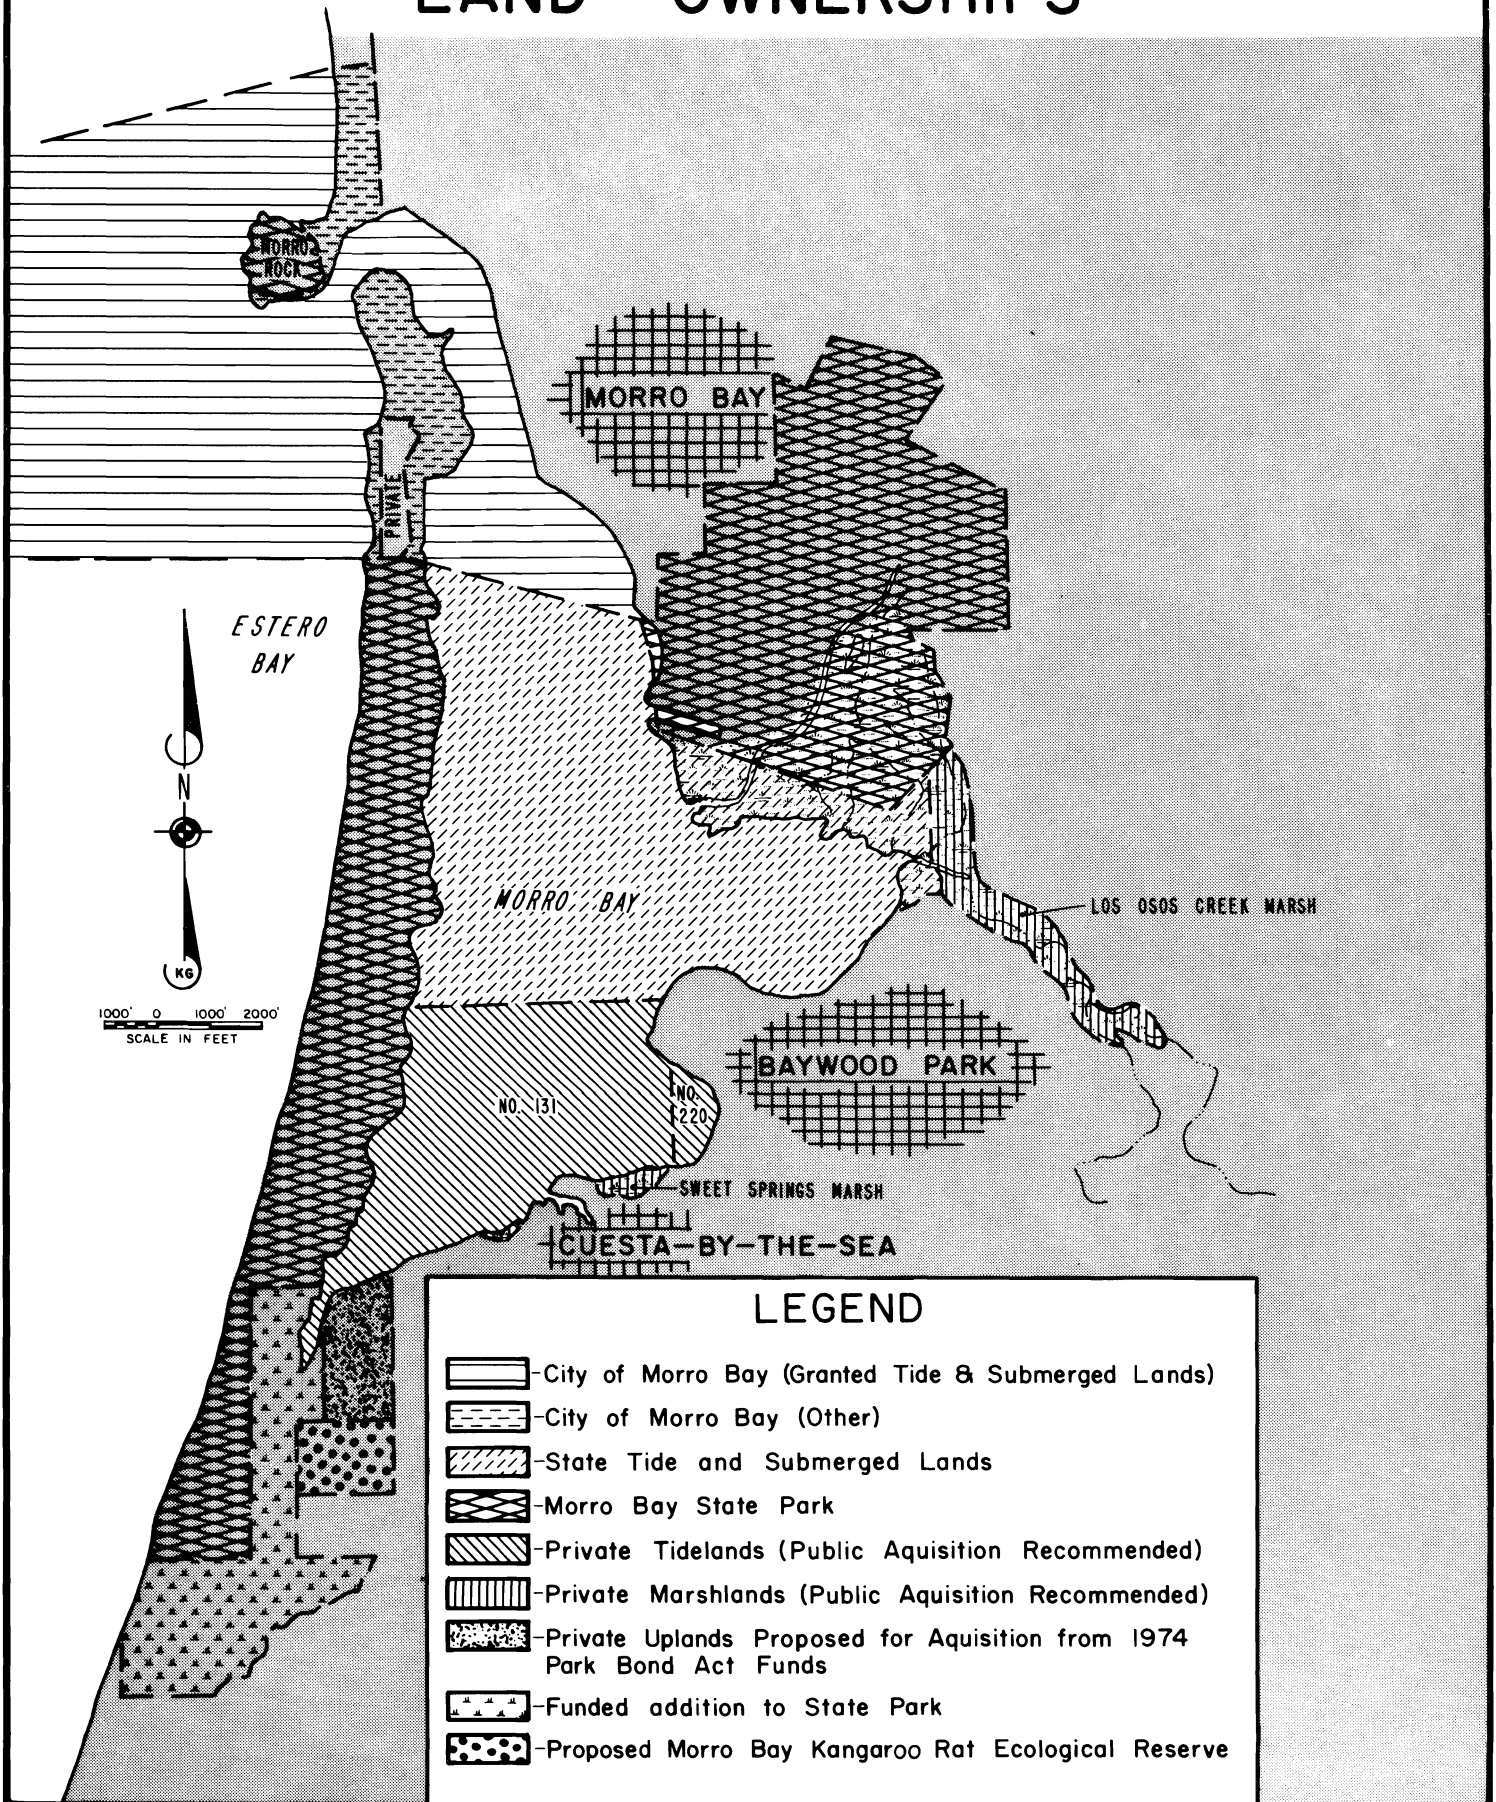 LAND OWNERSHIPS
MORRO
ROCK
MORRO BAY
PRIVATE
ESTERO
BAY
N
MORRO BAY
LOS OSOS CREEK MARSH
KG
1000' 0 1000' 2000'
SCALE IN FEET
BAYWOOD PARK
NO. 131
NO.
220
SWEET SPRINGS MARSH
CUESTA-BY-THE-SEA
LEGEND
-City of Morro Bay (Granted Tide & Submerged Lands)
-City of Morro Bay (Other)
-State Tide and Submerged Lands
-Morro Bay State Park
-Private Tidelands (Public Aquisition Recommended)
-Private Marshlands (Public Aquisition Recommended)
-Private Uplands Proposed for Aquisition from 1974
Park Bond Act Funds
-Funded addition to State Park
-Proposed Morro Bay Kangaroo Rat Ecological Reserve